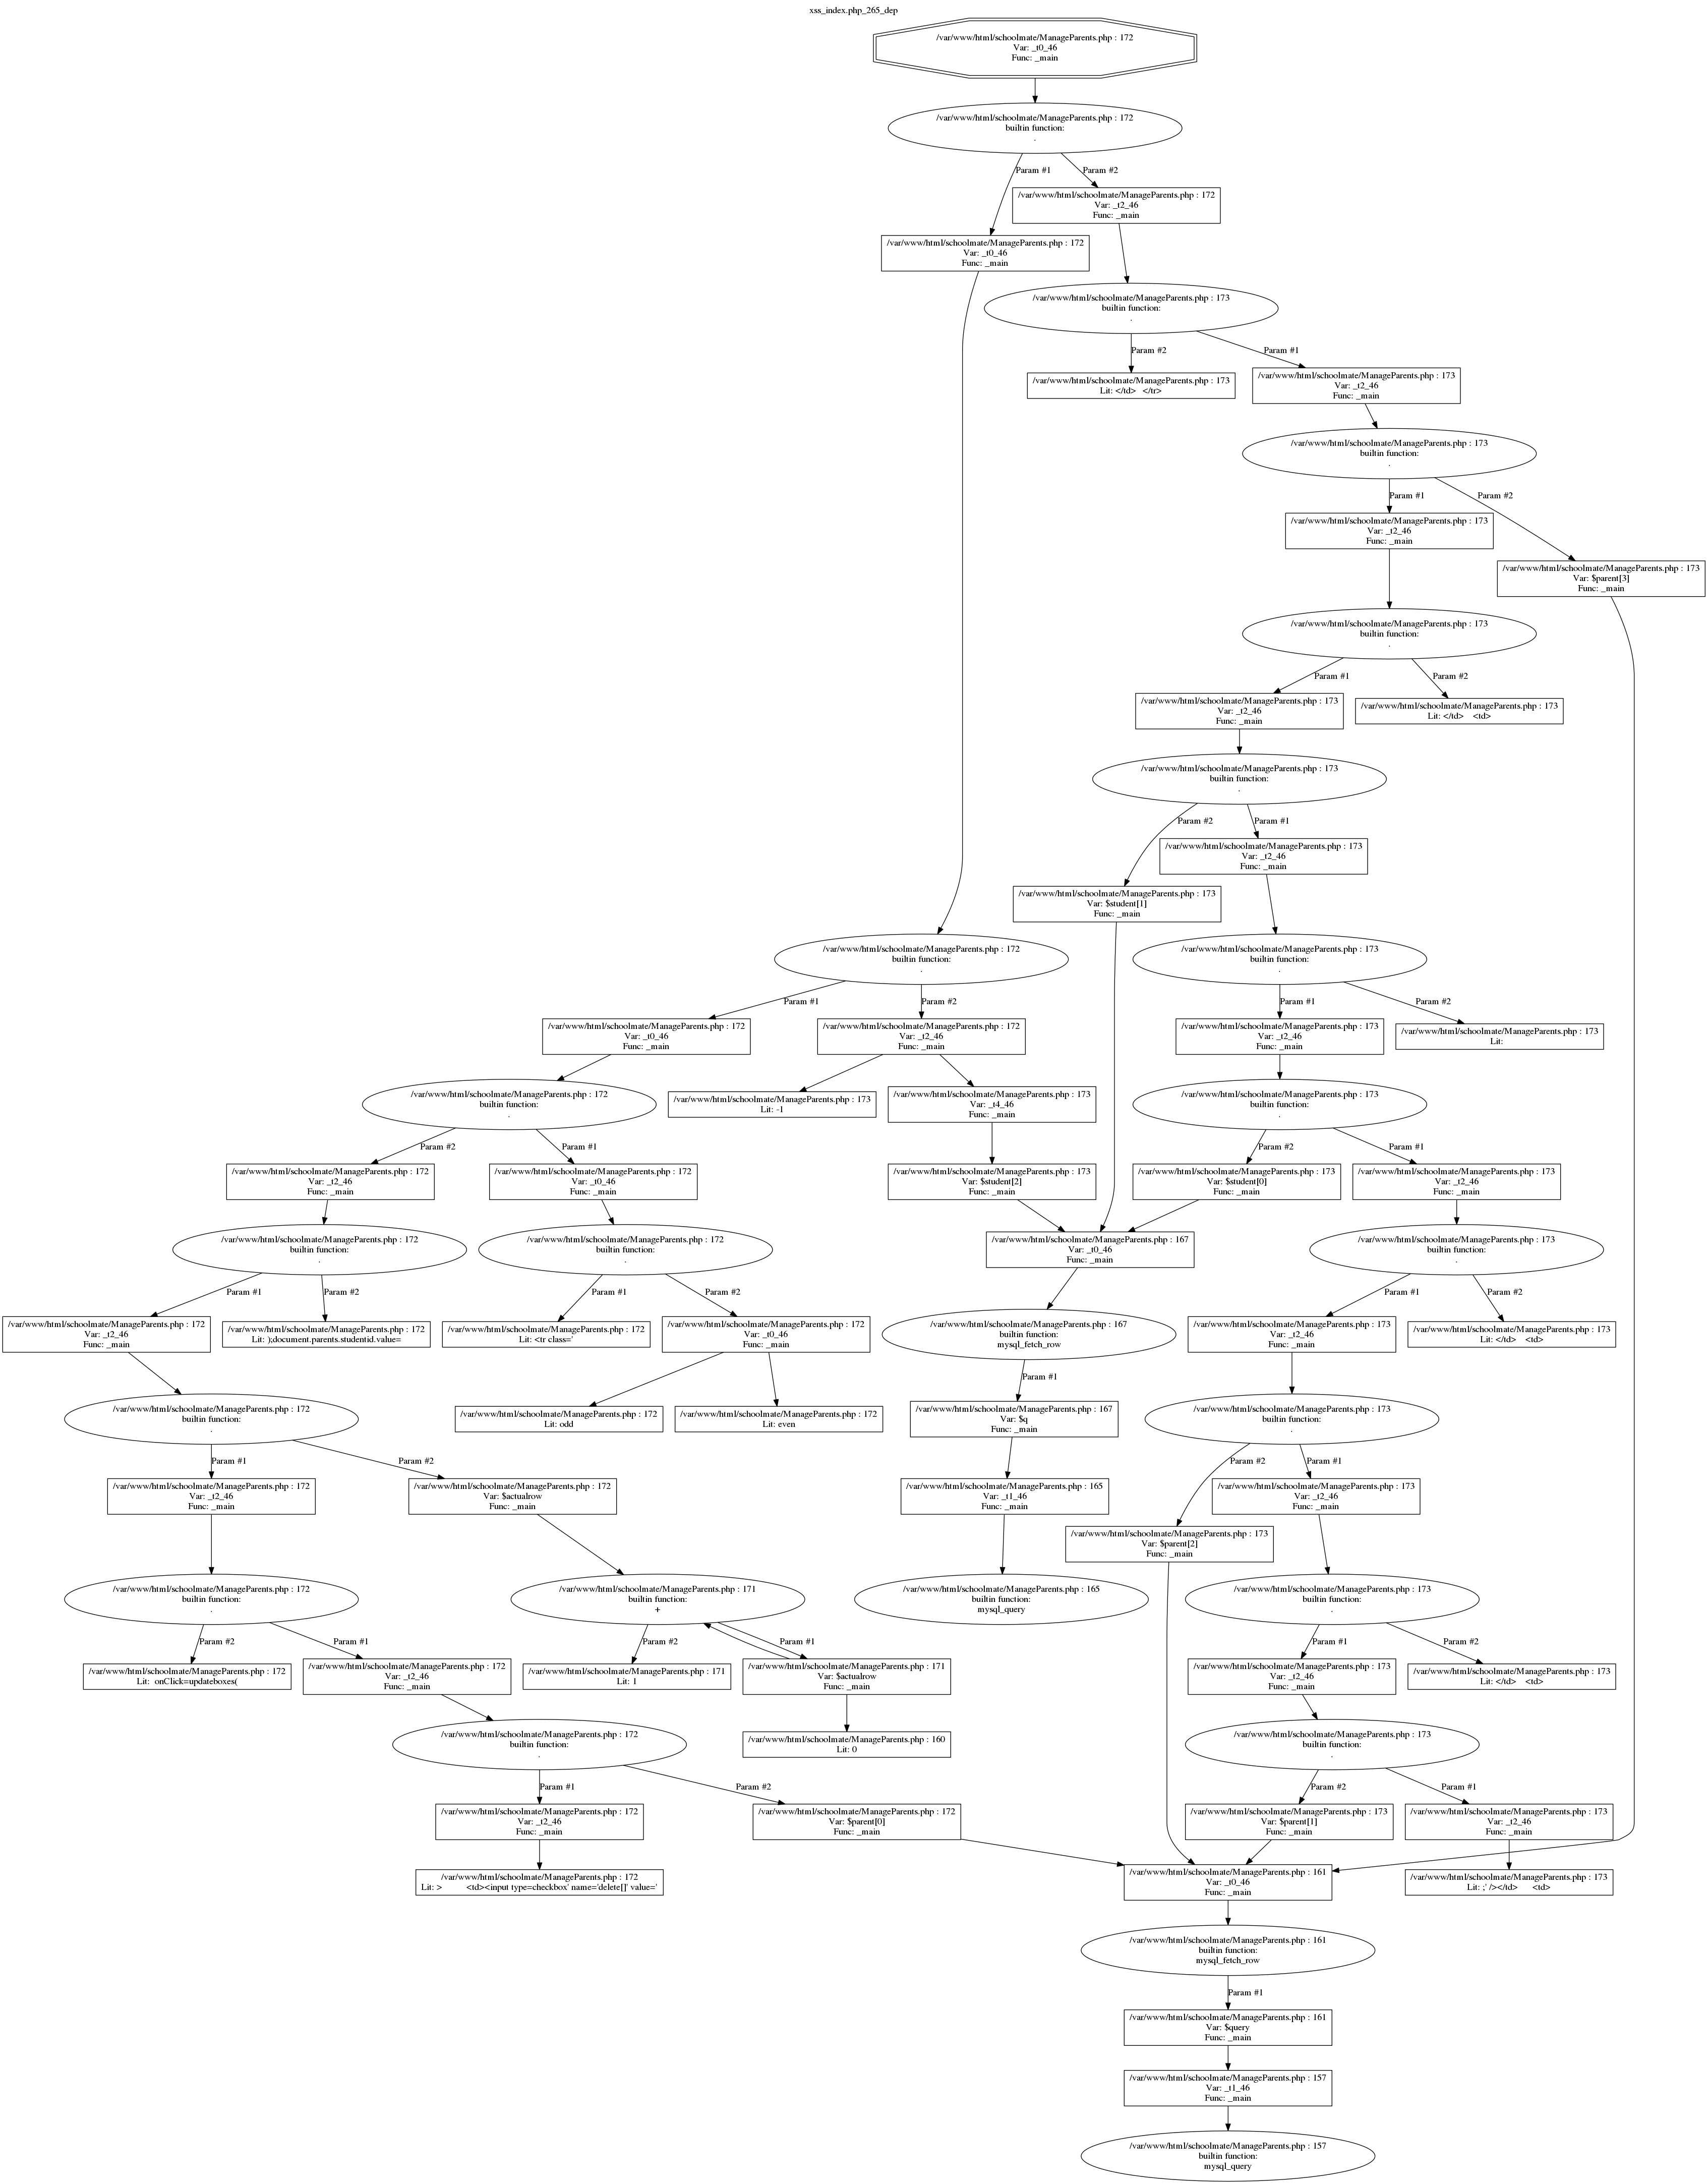 xss_index.php_265_dep
/var/www/html/schoolmate/ManageParents.php : 172
Var: _t0_46
Func: _main
/var/www/html/schoolmate/ManageParents.php : 172
builtin function:
.
Param #1
Param #2
/var/www/html/schoolmate/ManageParents.php : 172
Var: _t2_46
Func: _main
/var/www/html/schoolmate/ManageParents.php : 172
Var: _t0_46
Func: _main
/var/www/html/schoolmate/ManageParents.php : 173
builtin function:
.
Param #2
Param #1
/var/www/html/schoolmate/ManageParents.php : 173
Lit: </td>   </tr>
/var/www/html/schoolmate/ManageParents.php : 173
Var: _t2_46
Func: _main
/var/www/html/schoolmate/ManageParents.php : 173
builtin function:
.
Param #1
Param #2
/var/www/html/schoolmate/ManageParents.php : 173
Var: _t2_46
Func: _main
/var/www/html/schoolmate/ManageParents.php : 173
Var: $parent[3]
Func: _main
/var/www/html/schoolmate/ManageParents.php : 173
builtin function:
.
Param #1
Param #2
/var/www/html/schoolmate/ManageParents.php : 173
Var: _t2_46
Func: _main
/var/www/html/schoolmate/ManageParents.php : 173
Lit: </td>    <td>
/var/www/html/schoolmate/ManageParents.php : 173
builtin function:
.
Param #2
Param #1
/var/www/html/schoolmate/ManageParents.php : 173
Var: _t2_46
Func: _main
/var/www/html/schoolmate/ManageParents.php : 173
Var: $student[1]
Func: _main
/var/www/html/schoolmate/ManageParents.php : 172
builtin function:
.
/var/www/html/schoolmate/ManageParents.php : 173
builtin function:
.
Param #1
Param #2
Param #1
Param #2
/var/www/html/schoolmate/ManageParents.php : 172
Var: _t0_46
Func: _main
/var/www/html/schoolmate/ManageParents.php : 172
Var: _t2_46
Func: _main
/var/www/html/schoolmate/ManageParents.php : 173
Var: _t2_46
Func: _main
/var/www/html/schoolmate/ManageParents.php : 173
Lit:
/var/www/html/schoolmate/ManageParents.php : 172
builtin function:
.
/var/www/html/schoolmate/ManageParents.php : 173
Lit: -1
/var/www/html/schoolmate/ManageParents.php : 173
Var: _t4_46
Func: _main
/var/www/html/schoolmate/ManageParents.php : 173
builtin function:
.
Param #2
Param #1
Param #2
Param #1
/var/www/html/schoolmate/ManageParents.php : 172
Var: _t2_46
Func: _main
/var/www/html/schoolmate/ManageParents.php : 172
Var: _t0_46
Func: _main
/var/www/html/schoolmate/ManageParents.php : 173
Var: $student[2]
Func: _main
/var/www/html/schoolmate/ManageParents.php : 173
Var: $student[0]
Func: _main
/var/www/html/schoolmate/ManageParents.php : 173
Var: _t2_46
Func: _main
/var/www/html/schoolmate/ManageParents.php : 172
builtin function:
.
/var/www/html/schoolmate/ManageParents.php : 172
builtin function:
.
/var/www/html/schoolmate/ManageParents.php : 167
Var: _t0_46
Func: _main
/var/www/html/schoolmate/ManageParents.php : 173
builtin function:
.
Param #1
Param #2
Param #1
Param #2
Param #1
Param #2
/var/www/html/schoolmate/ManageParents.php : 172
Var: _t2_46
Func: _main
/var/www/html/schoolmate/ManageParents.php : 172
Lit: );document.parents.studentid.value=
/var/www/html/schoolmate/ManageParents.php : 172
Lit: <tr class='
/var/www/html/schoolmate/ManageParents.php : 172
Var: _t0_46
Func: _main
/var/www/html/schoolmate/ManageParents.php : 167
builtin function:
mysql_fetch_row
/var/www/html/schoolmate/ManageParents.php : 173
Var: _t2_46
Func: _main
/var/www/html/schoolmate/ManageParents.php : 173
Lit: </td>    <td>
Param #1
/var/www/html/schoolmate/ManageParents.php : 172
builtin function:
.
/var/www/html/schoolmate/ManageParents.php : 172
Lit: odd
/var/www/html/schoolmate/ManageParents.php : 172
Lit: even
/var/www/html/schoolmate/ManageParents.php : 167
Var: $q
Func: _main
/var/www/html/schoolmate/ManageParents.php : 173
builtin function:
.
Param #1
Param #2
Param #2
Param #1
/var/www/html/schoolmate/ManageParents.php : 172
Var: _t2_46
Func: _main
/var/www/html/schoolmate/ManageParents.php : 172
Var: $actualrow
Func: _main
/var/www/html/schoolmate/ManageParents.php : 165
Var: _t1_46
Func: _main
/var/www/html/schoolmate/ManageParents.php : 173
Var: _t2_46
Func: _main
/var/www/html/schoolmate/ManageParents.php : 173
Var: $parent[2]
Func: _main
/var/www/html/schoolmate/ManageParents.php : 172
builtin function:
.
/var/www/html/schoolmate/ManageParents.php : 171
builtin function:
+
/var/www/html/schoolmate/ManageParents.php : 165
builtin function:
mysql_query
/var/www/html/schoolmate/ManageParents.php : 173
builtin function:
.
Param #2
Param #1
Param #2
Param #1
Param #1
Param #2
/var/www/html/schoolmate/ManageParents.php : 172
Lit:  onClick=updateboxes(
/var/www/html/schoolmate/ManageParents.php : 172
Var: _t2_46
Func: _main
/var/www/html/schoolmate/ManageParents.php : 171
Lit: 1
/var/www/html/schoolmate/ManageParents.php : 171
Var: $actualrow
Func: _main
/var/www/html/schoolmate/ManageParents.php : 173
Var: _t2_46
Func: _main
/var/www/html/schoolmate/ManageParents.php : 173
Lit: </td>    <td>
/var/www/html/schoolmate/ManageParents.php : 172
builtin function:
.
/var/www/html/schoolmate/ManageParents.php : 160
Lit: 0
/var/www/html/schoolmate/ManageParents.php : 173
builtin function:
.
Param #1
Param #2
Param #2
Param #1
/var/www/html/schoolmate/ManageParents.php : 172
Var: _t2_46
Func: _main
/var/www/html/schoolmate/ManageParents.php : 172
Var: $parent[0]
Func: _main
/var/www/html/schoolmate/ManageParents.php : 173
Var: $parent[1]
Func: _main
/var/www/html/schoolmate/ManageParents.php : 173
Var: _t2_46
Func: _main
/var/www/html/schoolmate/ManageParents.php : 172
Lit: >          <td><input type=checkbox' name='delete[]' value='
/var/www/html/schoolmate/ManageParents.php : 161
Var: _t0_46
Func: _main
/var/www/html/schoolmate/ManageParents.php : 173
Lit: ;' /></td>      <td>
/var/www/html/schoolmate/ManageParents.php : 161
builtin function:
mysql_fetch_row
Param #1
/var/www/html/schoolmate/ManageParents.php : 161
Var: $query
Func: _main
/var/www/html/schoolmate/ManageParents.php : 157
Var: _t1_46
Func: _main
/var/www/html/schoolmate/ManageParents.php : 157
builtin function:
mysql_query